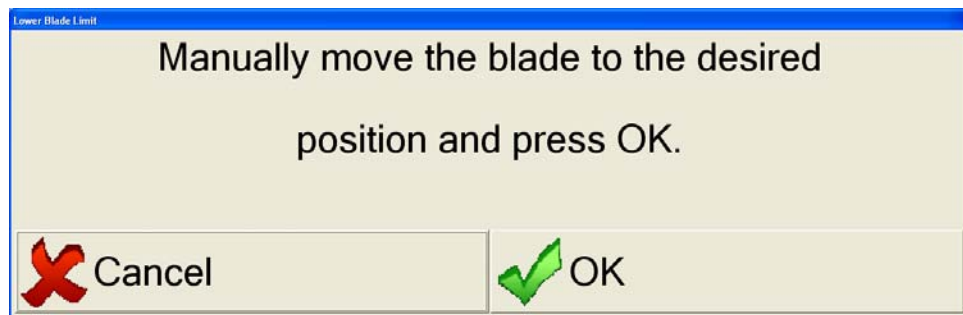 Lower Blade Limit
Manually move the blade to the desired
position and press OK.
Cancel
OK